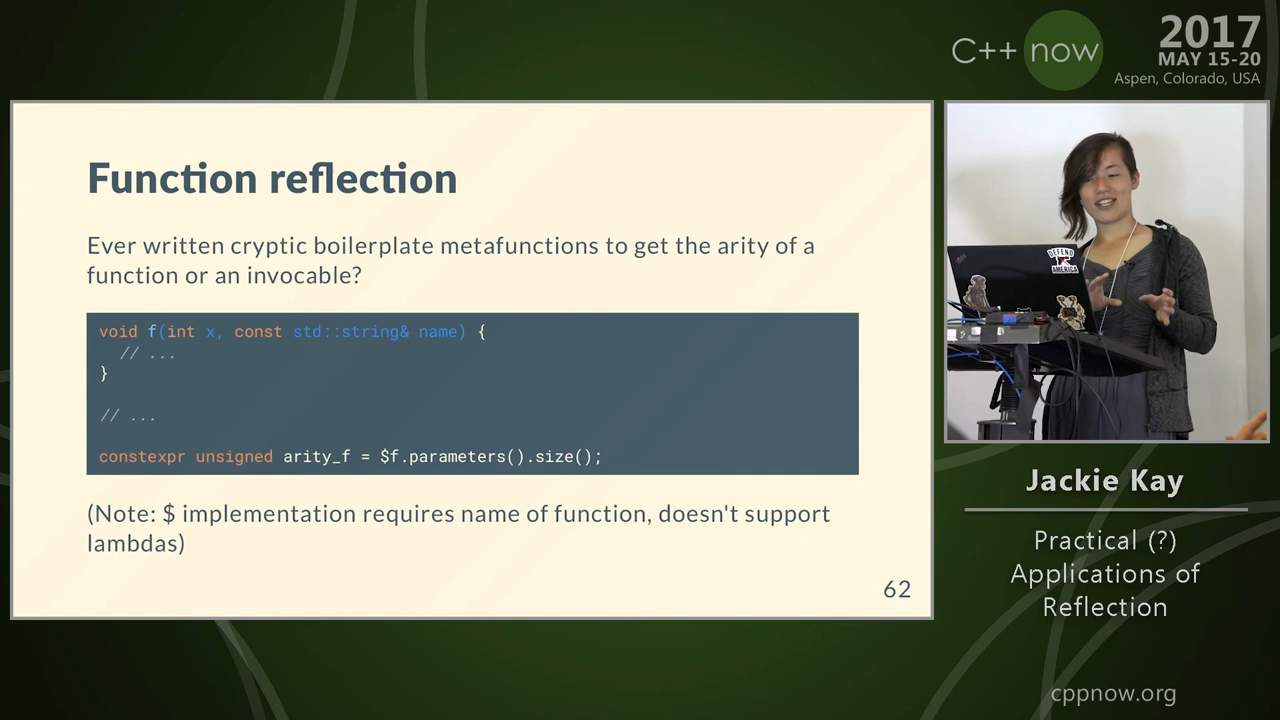 C++ now
2017
MAY 15-20
Aspen, Colorado, USA
Function reflection
Ever written cryptic boilerplate metafunctions to get the arity of a
function or an invocable?
void f(int x, const std::string& name) {
  // ...
}
// ...
constexpr unsigned arity_f = $f.parameters().size();
(Note: $ implementation requires name of function, doesn't support
lambdas)
62
DEFEND
AMERICA
Jackie Kay
Practical (?)
Applications of
Reflection
cppnow.org